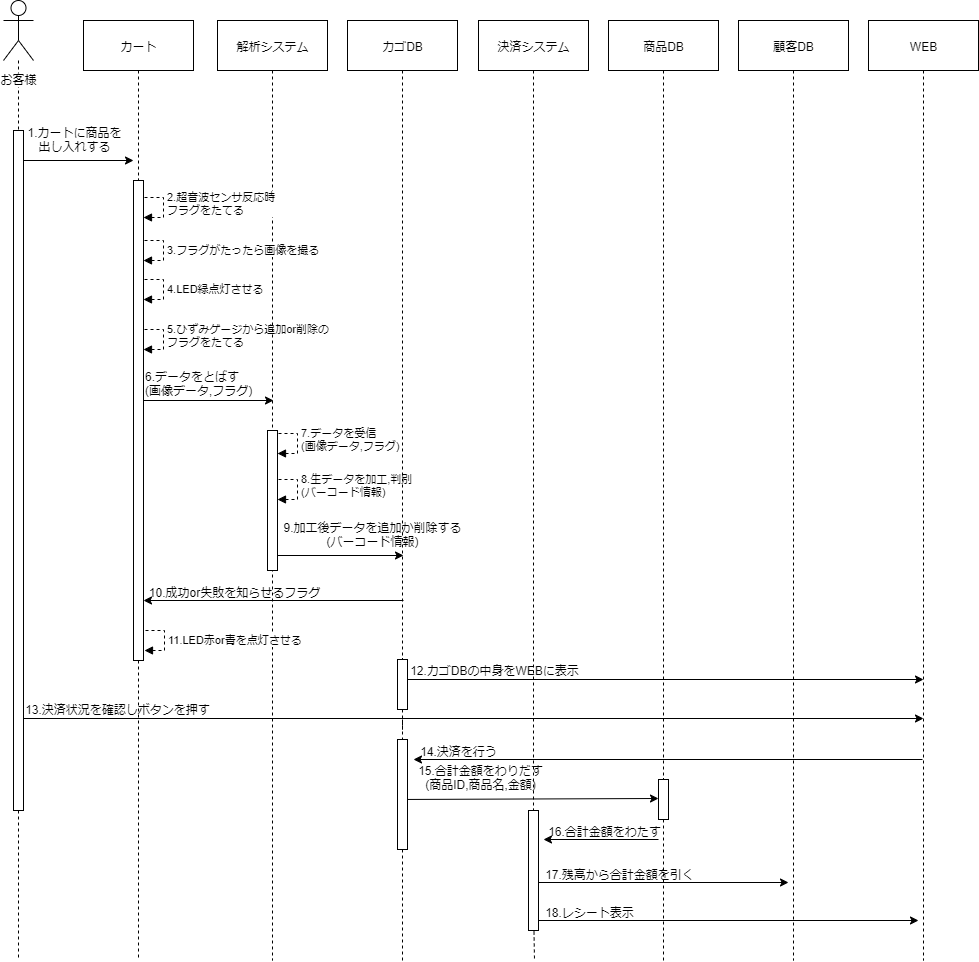 お客様
カート
解析システム
カゴDB
決済システム
商品DB
顧客DB
WEB
1.カートに商品を
出し入れする
2.超音波センサ反応時
フラグをたてる
3.フラグがたったら画像を撮る
4.LED緑点灯させる
5.ひずみゲージから追加or削除の
フラグをたてる
6.データをとばす
(画像データ,フラグ)
7.データを受信
(画像データ,フラグ)
8.生データを加工,判別
(バーコード情報)
9.加工後データを追加か削除する
(バーコード情報)
10.成功or失敗を知らせるフラグ
11.LED赤or青を点灯させる
12.カゴDBの中身をWEBに表示
13.決済状況を確認しボタンを押す
14.決済を行う
15.合計金額をわりだす
(商品ID,商品名,金額)
16.合計金額をわたす
17.残高から合計金額を引く
18.レシート表示